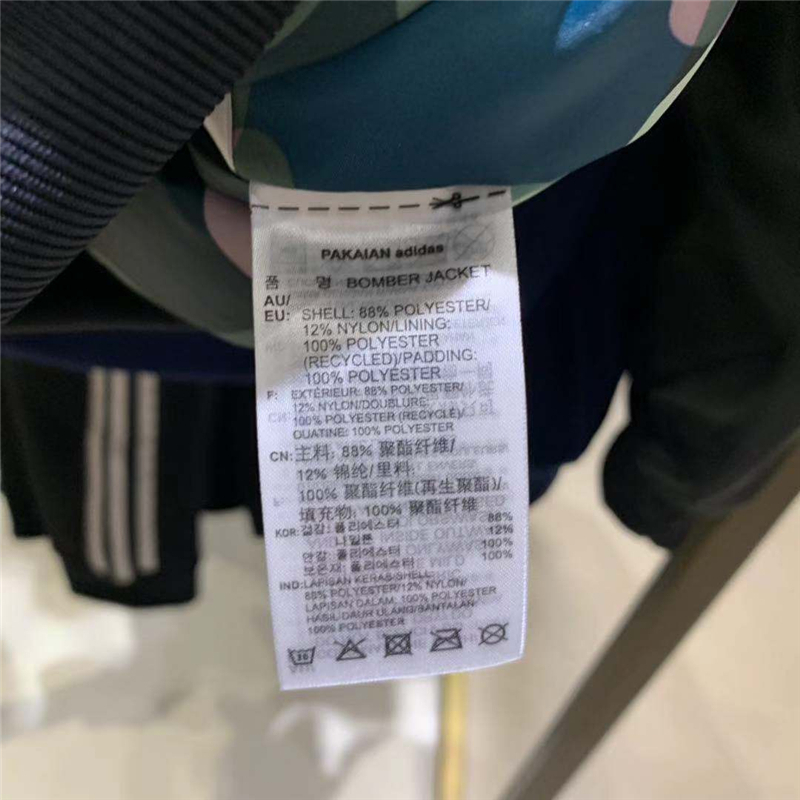 PAKAIAN adidas
품 명 BOMBER JACKET
AU/
EU: SHELL: 88% POLYESTER/
12% NYLON/LINING:
100% POLYESTER
(RECYCLED)/PADDING:
100% POLYESTER
F: EXTÉRIEUR: 88% POLYESTER/
12% NYLON/DOUBLURE:
100% POLYESTER (RECYCLÉ)/
OUATINE: 100% POLYESTER
CN: 主料: 88% 聚酯纤维/
12% 锦纶/里料:
100% 聚酯纤维(再生聚酯)/
填充物: 100% 聚酯纤维
KOR: 겉감: 폴리에스터 88%
나일론 12%
안감: 폴리에스터 100%
충전재: 폴리에스터 100%
IND: LAPISAN KERAS/SHELL:
88% POLYESTER/12% NYLON/
LAPISAN DALAM: 100% POLYESTER
HASIL DAUR ULANG/BANTALAN:
100% POLYESTER
30